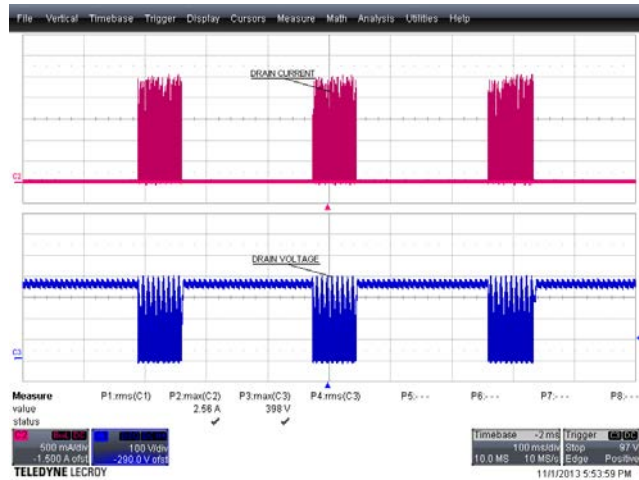 File Vertical Timebase Trigger Display Cursors Measure Math Analysis Utilities Help
DRAIN CURRENT
C2
DRAIN VOLTAGE
C3
Measure P1:rms(C1) P2:max(C2) P3:max(C3) P4:rms(C3) P5:- - - P6:- - - P7:- - - P8:- - -
value 2.56 A 398 V
status
Timebase -2 ms Trigger
500 mA/div 100 V/div 100 ms/div Stop 97 V
-1.500 A ofst -290.0 V ofst 10.0 MS 10 MS/s Edge Positive
TELEDYNE LECROY 11/1/2013 5:53:59 PM